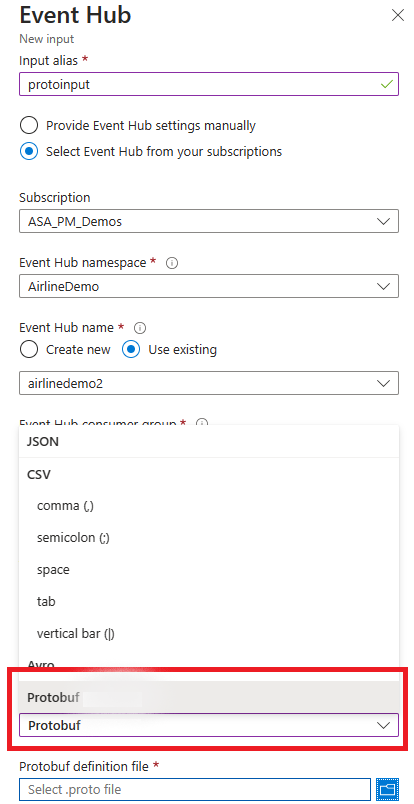 Event Hub
New input
Input alias *
protoinput
Provide Event Hub settings manually
Select Event Hub from your subscriptions
Subscription
ASA_PM_Demos
Event Hub namespace *
AirlineDemo
Event Hub name *
Create new Use existing
airlinedemo2
Event Hub consumer group *
JSON
CSV
comma (,)
semicolon (;)
space
tab
vertical bar (|)
Avro
Protobuf
Protobuf
Protobuf definition file *
Select .proto file